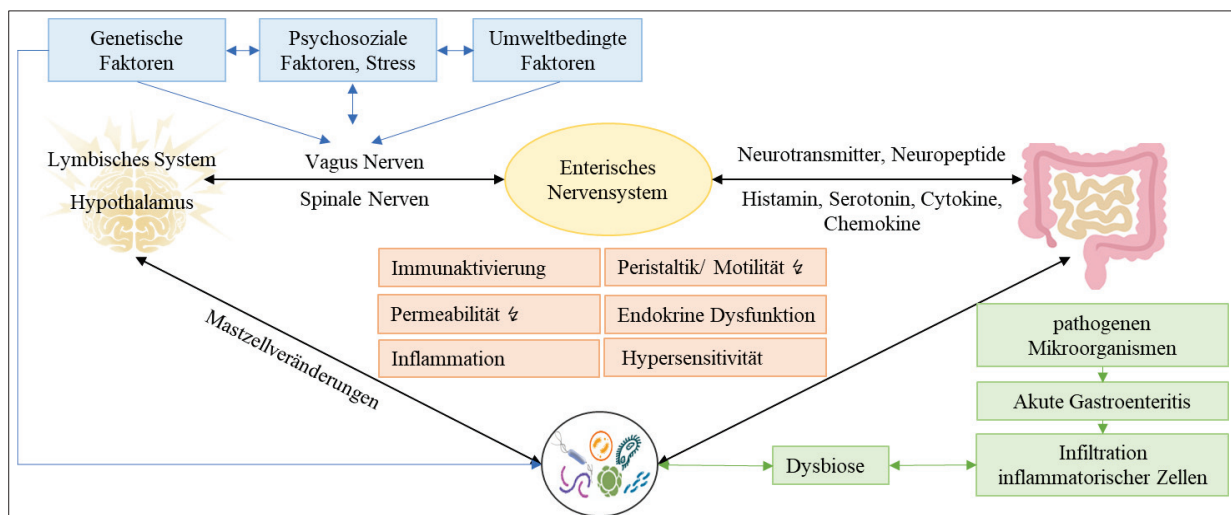 Genetische
Faktoren
Psychosoziale
Faktoren, Stress
Umweltbedingte
Faktoren
Lymbisches System
Hypothalamus
Vagus Nerven
Spinale Nerven
Enterisches
Nervensystem
Neurotransmitter, Neuropeptide
Histamin, Serotonin, Cytokine,
Chemokine
Immunaktivierung
Peristaltik/ Motilität ↯
Permeabilität ↯
Endokrine Dysfunktion
Inflammation
Hypersensitivität
Mastzellveränderungen
pathogenen
Mikroorganismen
Akute Gastroenteritis
Infiltration
inflammatorischer Zellen
Dysbiose